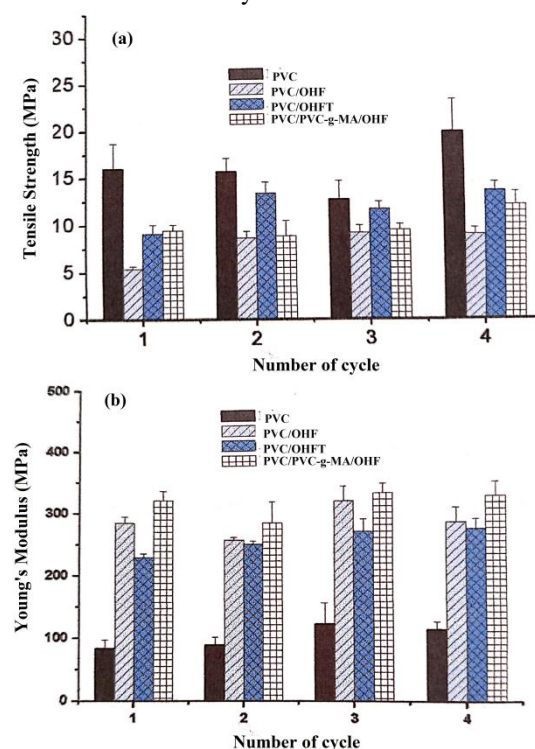 (a)
PVC
PVC/OHF
PVC/OHFT
PVC/PVC-g-MA/OHF
Tensile Strength (MPa)
30
25
20
15
10
5
0
1 2 3 4
Number of cycle
(b)
PVC
PVC/OHF
PVC/OHFT
PVC/PVC-g-MA/OHF
Young's Modulus (MPa)
500
400
300
200
100
0
1 2 3 4
Number of cycle